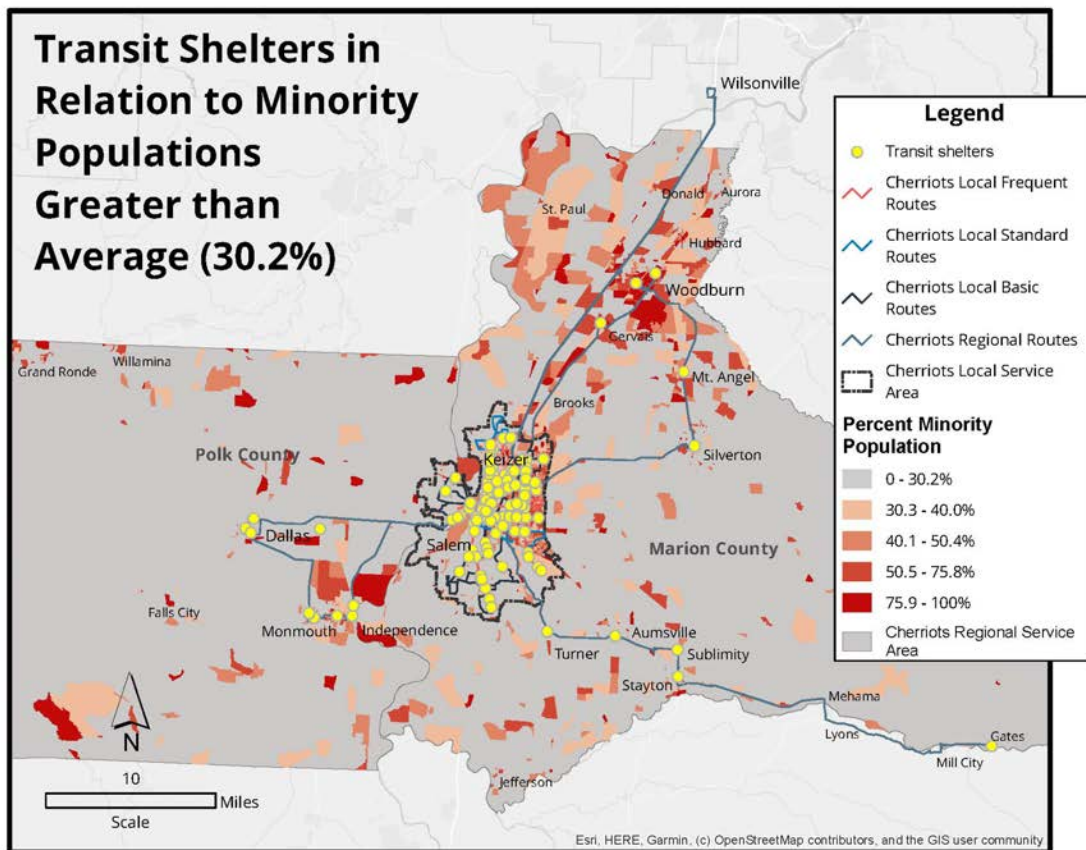 Transit Shelters in
Relation to Minority
Populations
Greater than
Average (30.2%)
Wilsonville
Donald
Aurora
St. Paul
Hubbard
Woodburn
Gervais
Mt. Angel
Brooks
Silverton
Willamina
Grand Ronde
Polk County
Keizer
Dallas
Salem
Marion County
Falls City
Monmouth
Independence
Turner
Aumsville
Sublimity
Stayton
Mehama
Lyons
Mill City
Gates
Jefferson
N
10
Miles
Scale
Legend
Transit shelters
Cherriots Local Frequent
Routes
Cherriots Local Standard
Routes
Cherriots Local Basic
Routes
Cherriots Regional Routes
Cherriots Local Service
Area
Percent Minority
Population
0 - 30.2%
30.3 - 40.0%
40.1 - 50.4%
50.5 - 75.8%
75.9 - 100%
Cherriots Regional Service
Area
Esri, HERE, Garmin, (c) OpenStreetMap contributors, and the GIS user community